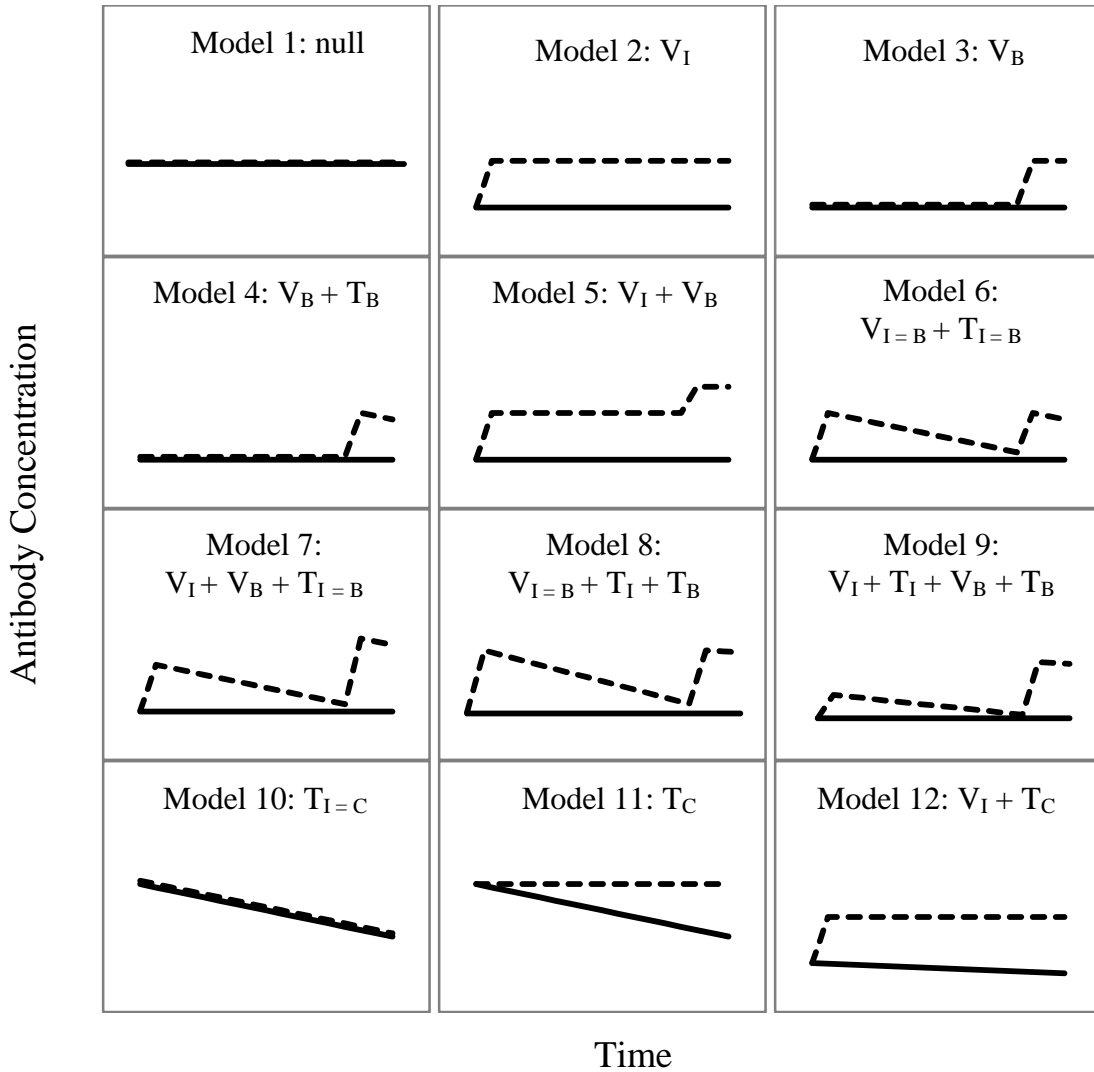 Model 1: null
Model 2: V_I
Model 3: V_B
Model 4: V_B + T_B
Model 5: V_I + V_B
Model 6:
V_I = B + T_I = B
Model 7:
V_I + V_B + T_I = B
Model 8:
V_I = B + T_I + T_B
Model 9:
V_I + T_I + V_B + T_B
Model 10: T_I = C
Model 11: T_C
Model 12: V_I + T_C
Antibody Concentration
Time